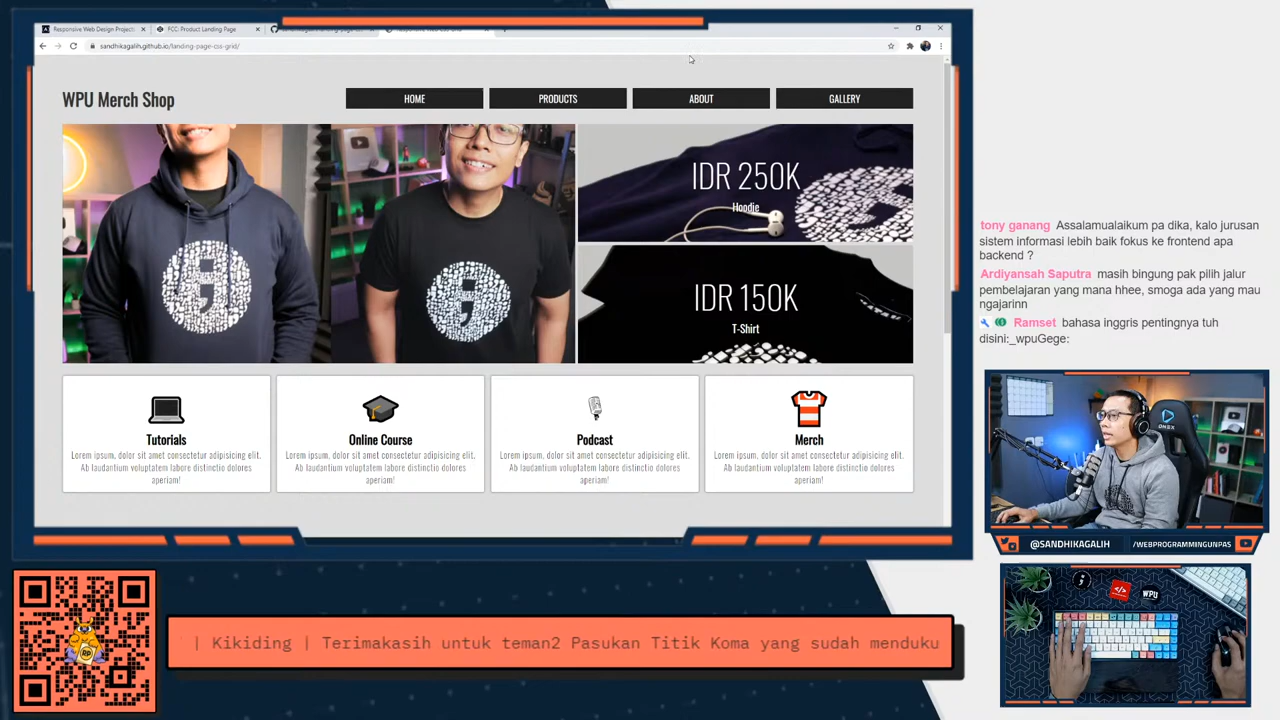 Responsive Web Design Project
FCC: Product Landing Page
sandhikagalih.github.io/landing-page-css-grid/
WPU Merch Shop
HOME
PRODUCTS
ABOUT
GALLERY
IDR 250K
Hoodie
IDR 150K
T-Shirt
Tutorials
Lorem ipsum, dolor sit amet consectetur adipisicing elit.
Ab laudantium voluptatem labore distinctio dolores
aperiam!
Online Course
Lorem ipsum, dolor sit amet consectetur adipisicing elit.
Ab laudantium voluptatem labore distinctio dolores
aperiam!
Podcast
Lorem ipsum, dolor sit amet consectetur adipisicing elit.
Ab laudantium voluptatem labore distinctio dolores
aperiam!
Merch
Lorem ipsum, dolor sit amet consectetur adipisicing elit.
Ab laudantium voluptatem labore distinctio dolores
aperiam!
tony ganang Assalamualaikum pa dika, kalo jurusan
sistem informasi lebih baik fokus ke frontend apa
backend ?
Ardiyansah Saputra masih bingung pak pilih jalur
pembelajaran yang mana hhee, smoga ada yang mau
ngajarinn
Ramset bahasa inggris pentingnya tuh
disini:_wpuGege:
@SANDHIKAGALIH
/WEBPROGRAMMINGUNPAS
WPU
| Kikiding | Terimakasih untuk teman2 Pasukan Titik Koma yang sudah menduku